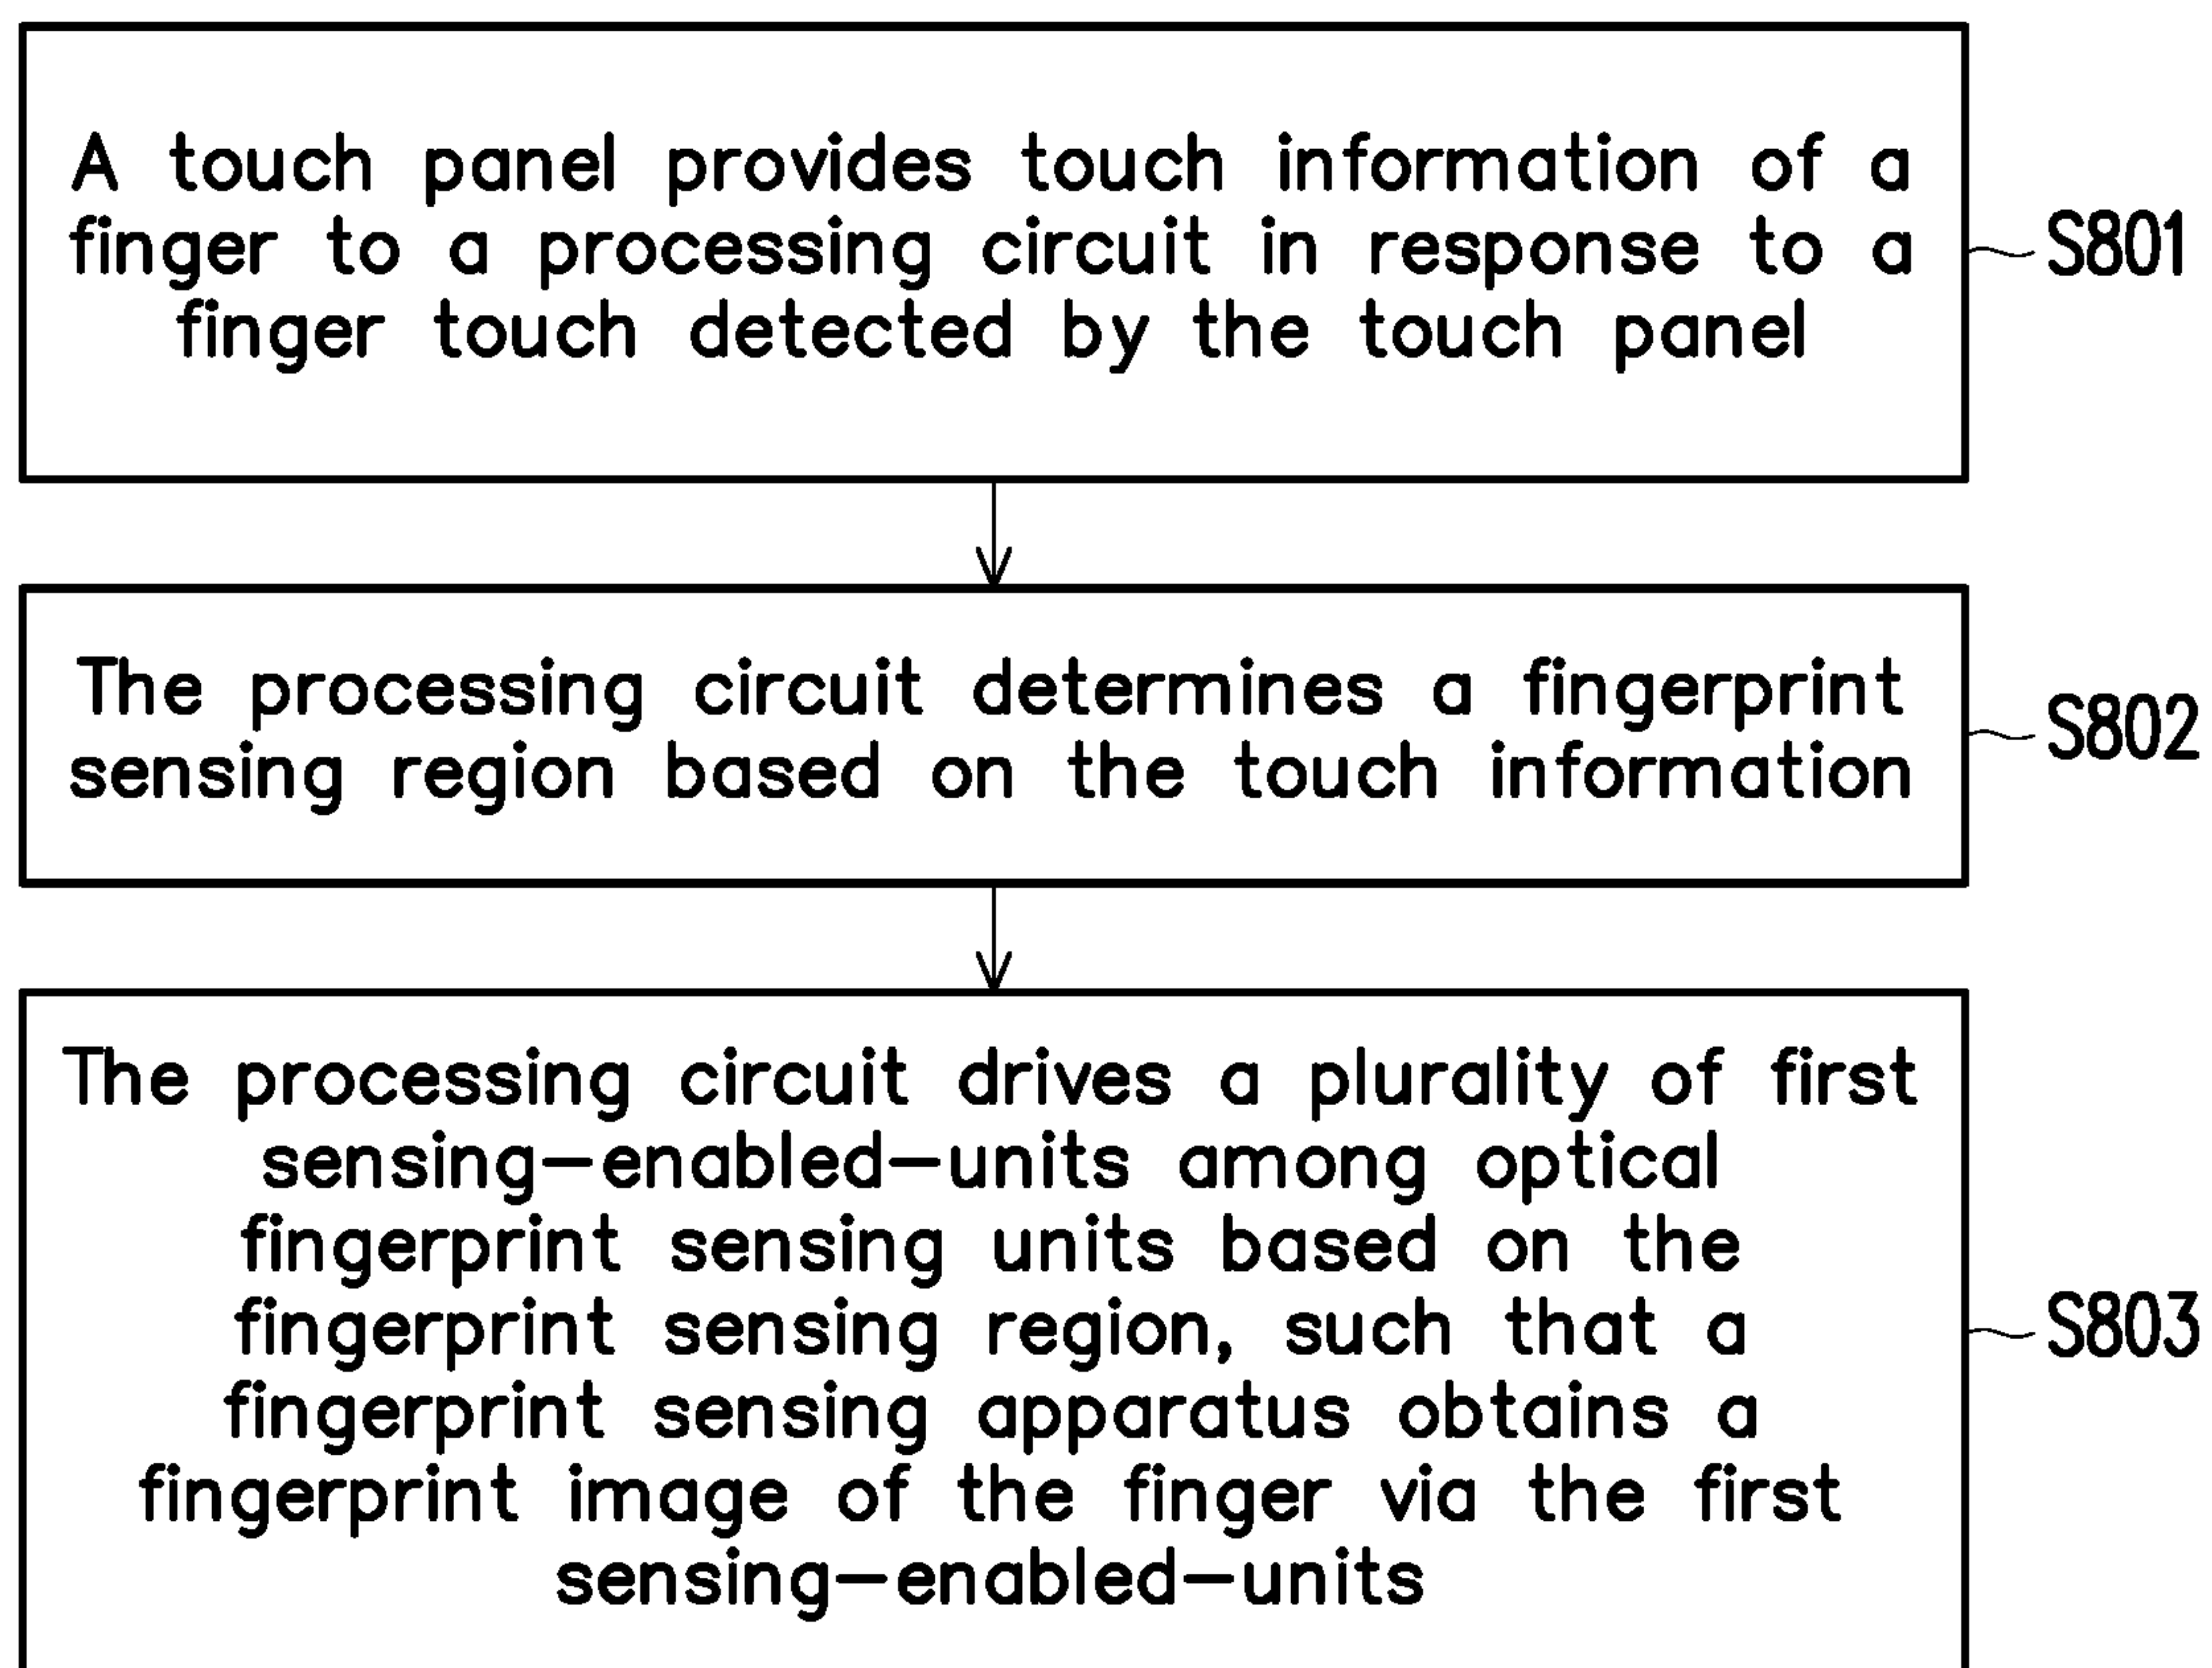 A touch panel provides touch information of a
finger to a processing circuit in response to a
finger touch detected by the touch panel
S801
The processing circuit determines a fingerprint
sensing region based on the touch information
S802
The processing circuit drives a plurality of first
sensing-enabled-units among optical
fingerprint sensing units based on the
fingerprint sensing region, such that a
fingerprint sensing apparatus obtains a
fingerprint image of the finger via the first
sensing-enabled-units
S803